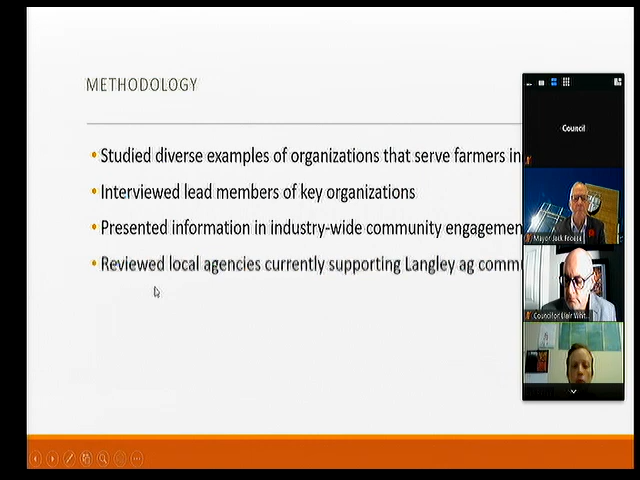 METHODOLOGY
• Studied diverse examples of organizations that serve farmers in
• Interviewed lead members of key organizations
• Presented information in industry-wide community engagemen
• Reviewed local agencies currently supporting Langley ag commu
Council
Mayor Jack Froese
Councillor Blair Whit...